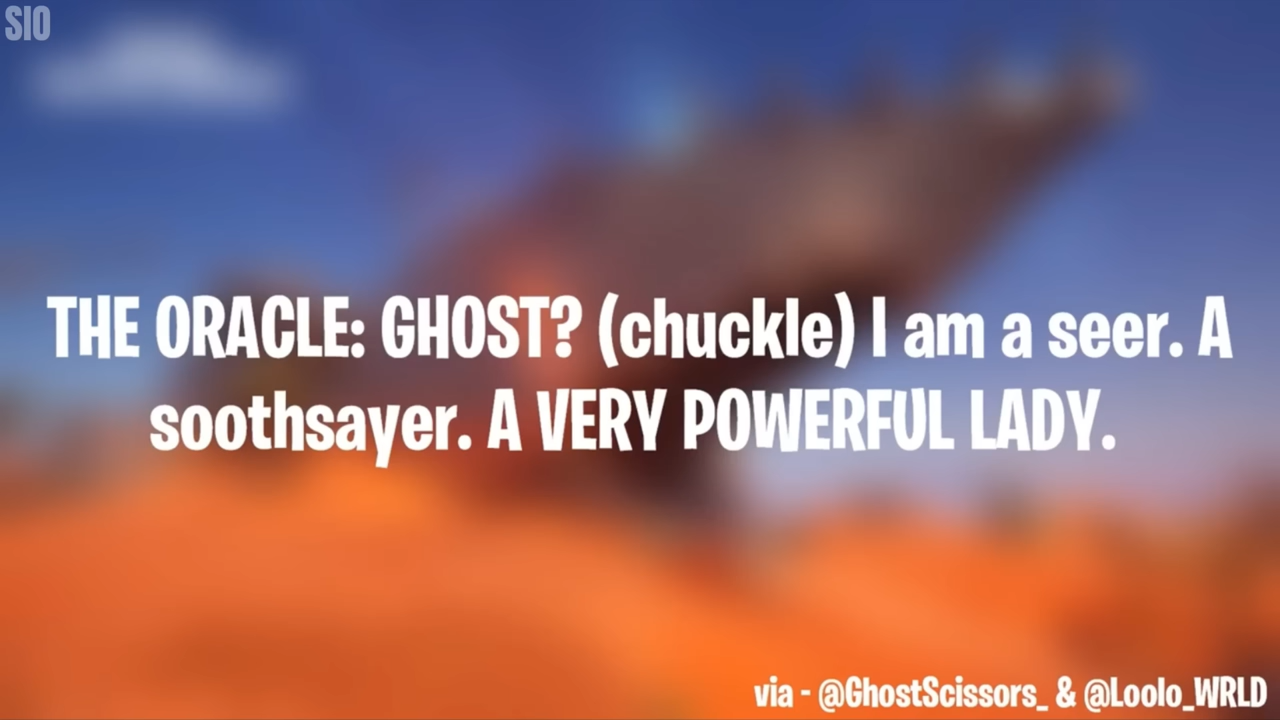 SIO
THE ORACLE: GHOST? (chuckle) I am a seer. A
soothsayer. A VERY POWERFUL LADY.
via - @GhostScissors_ & @Loolo_WRLD